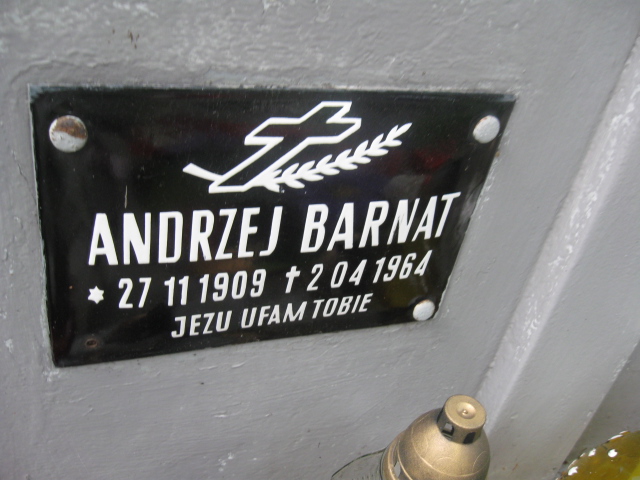 ANDRZEJ BARNAT
* 27 11 1909 † 2 04 1964
JEZU UFAM TOBIE